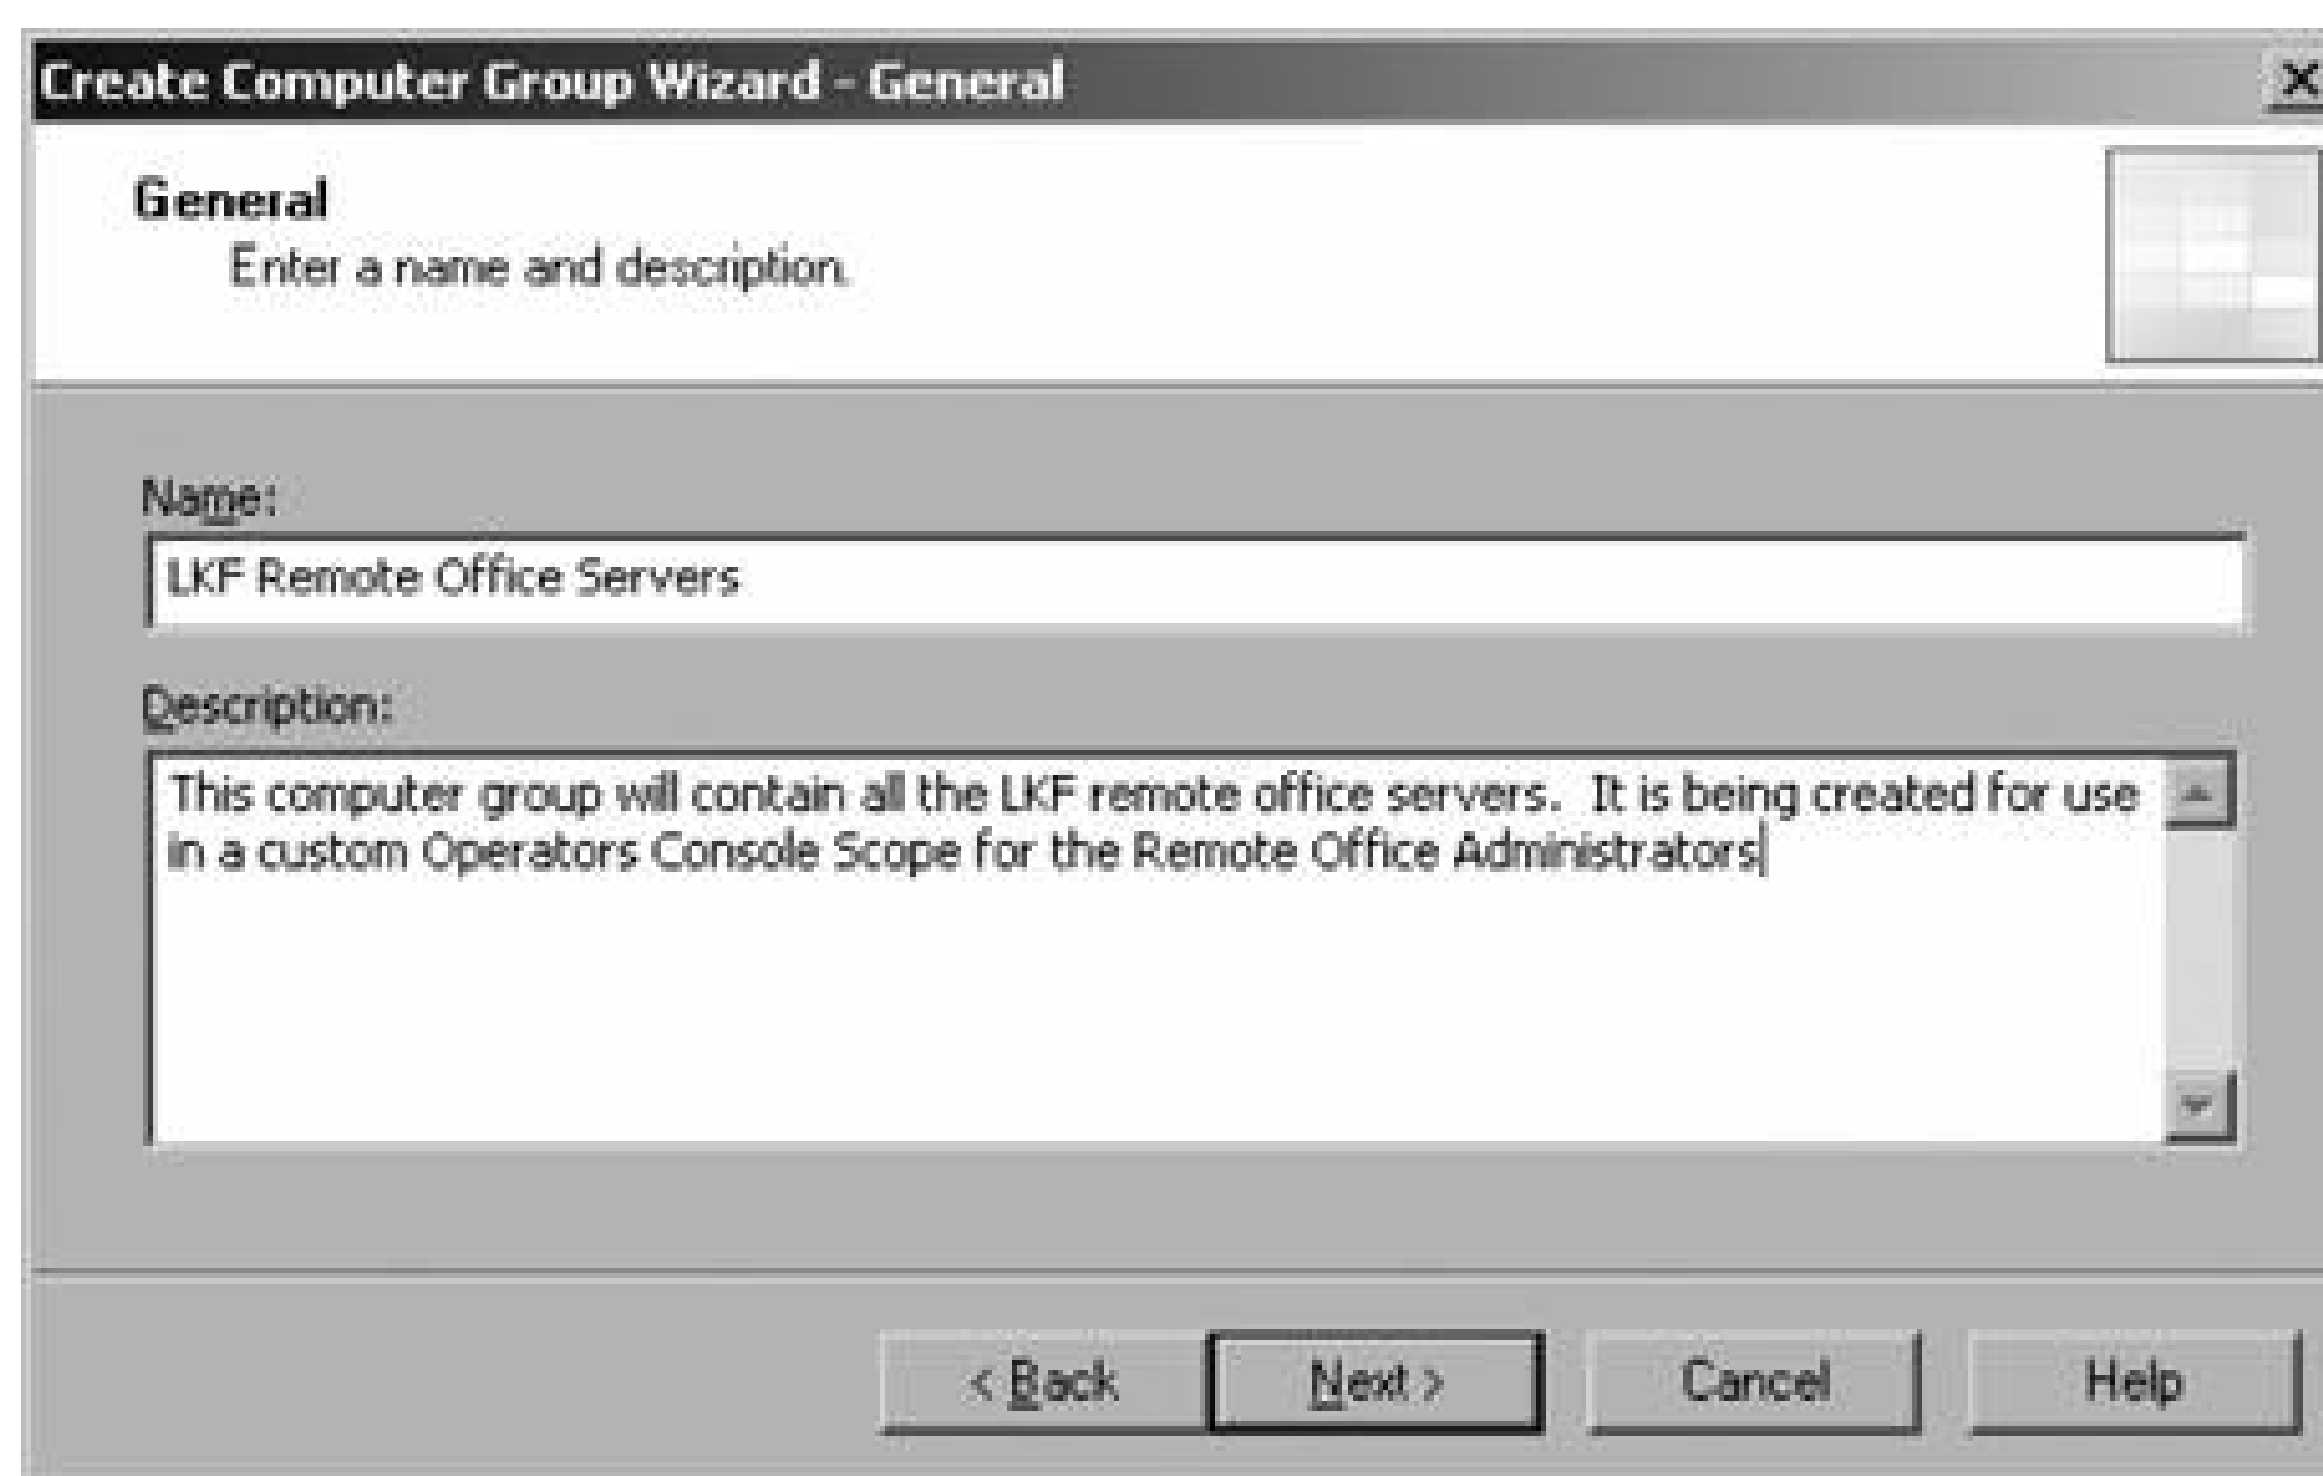 Create Computer Group Wizard - General
General
Enter a name and description.
Name:
LKF Remote Office Servers
Description:
This computer group will contain all the LKF remote office servers.  It is being created for use
in a custom Operators Console Scope for the Remote Office Administrators
< Back
Next >
Cancel
Help